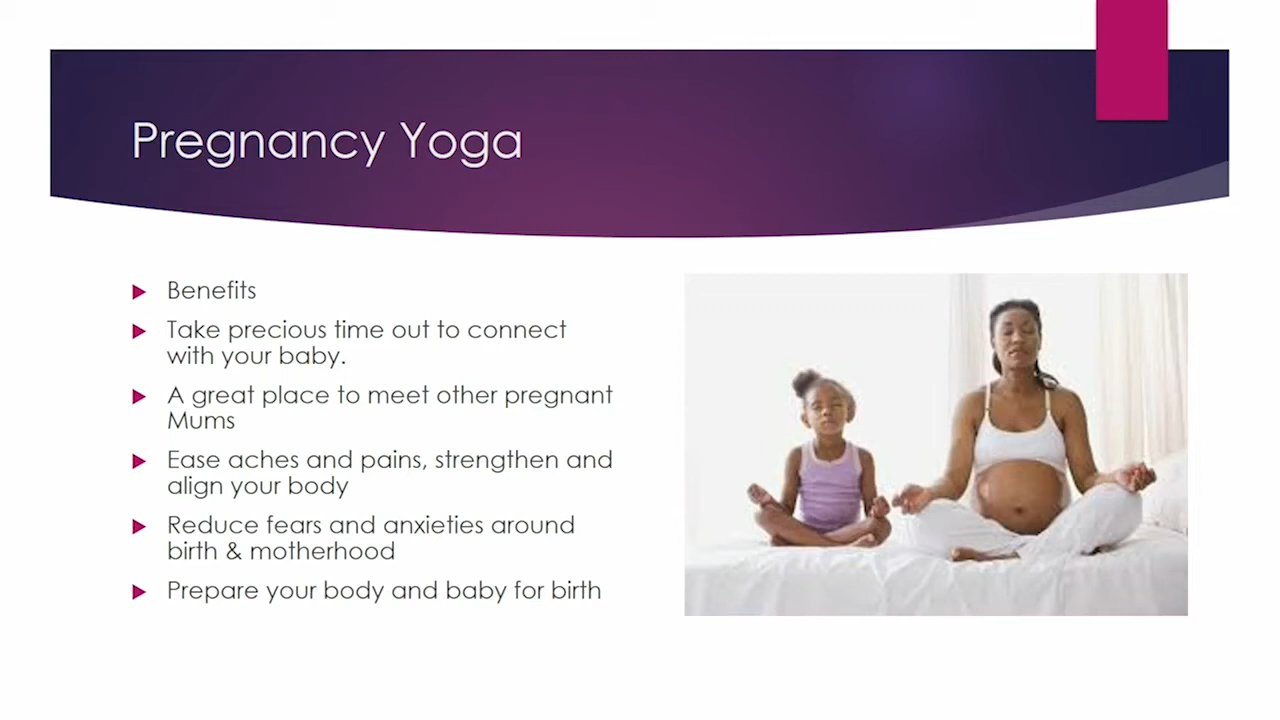 Pregnancy Yoga
Benefits
Take precious time out to connect
with your baby.
A great place to meet other pregnant
Mums
Ease aches and pains, strengthen and
align your body
Reduce fears and anxieties around
birth & motherhood
Prepare your body and baby for birth